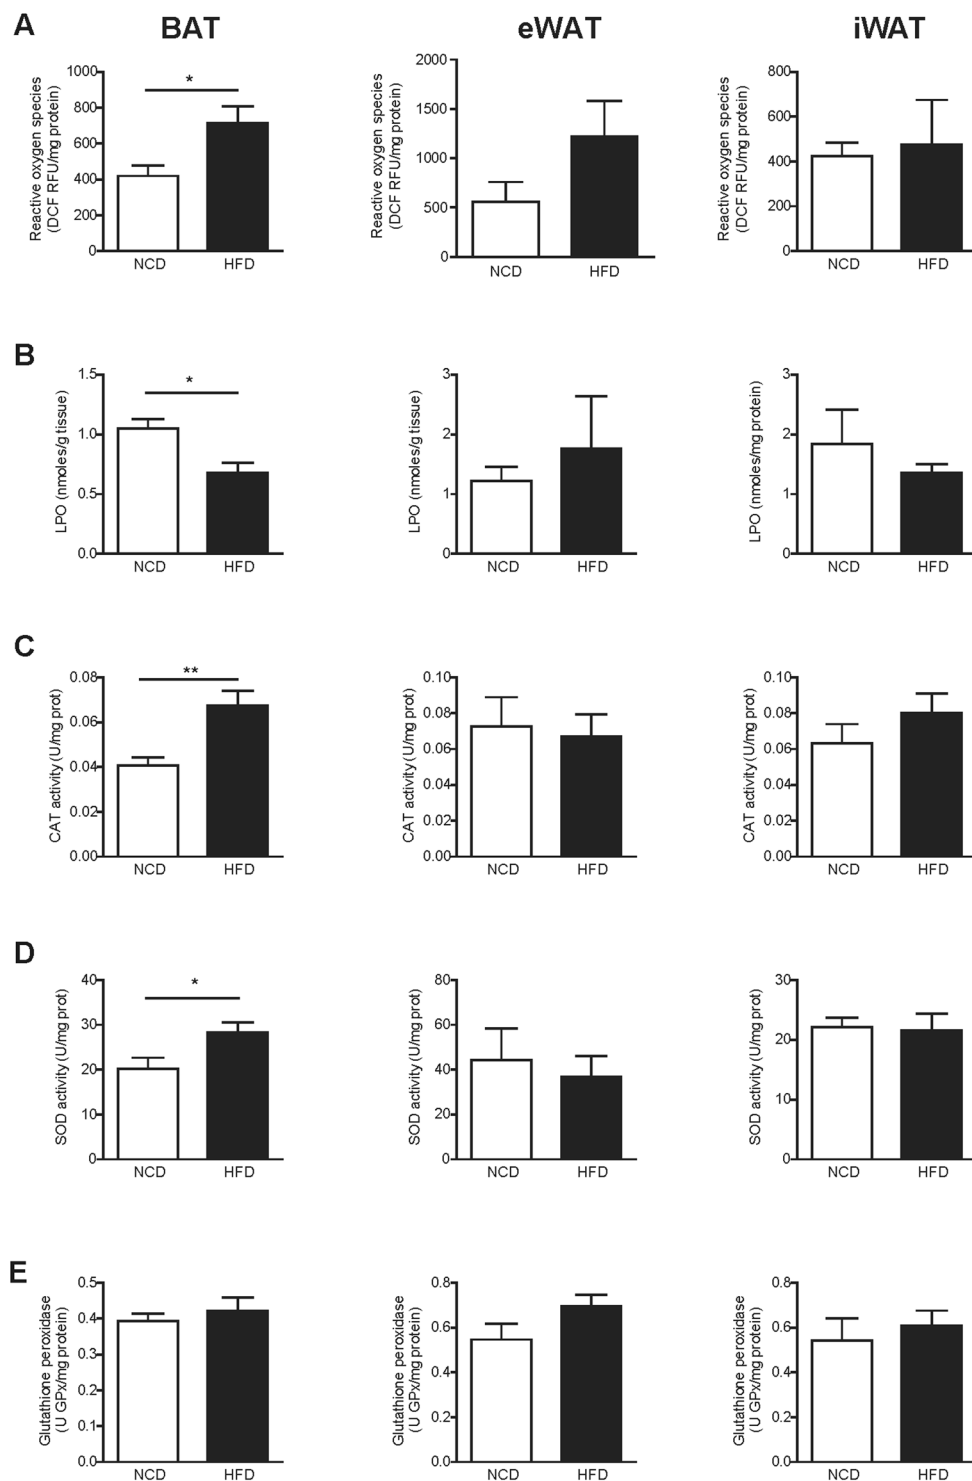 A
BAT
eWAT
iWAT
Reactive oxygen species
(DCF RFU/mg protein)
1000
800
600
400
200
0
*
NCD
HFD
Reactive oxygen species
(DCF RFU/mg protein)
2000
1500
1000
500
0
NCD
HFD
Reactive oxygen species
(DCF RFU/mg protein)
800
600
400
200
0
NCD
HFD
B
LPO (nmoles/g tissue)
1.5
1.0
0.5
0.0
*
NCD
HFD
LPO (nmoles/g tissue)
3
2
1
0
NCD
HFD
LPO (nmoles/mg protein)
3
2
1
0
NCD
HFD
C
CAT activity (U/mg prot)
0.08
0.06
0.04
0.02
0.00
**
NCD
HFD
CAT activity (U/mg prot)
0.10
0.08
0.06
0.04
0.02
0.00
NCD
HFD
CAT activity (U/mg prot)
0.10
0.08
0.06
0.04
0.02
0.00
NCD
HFD
D
SOD activity (U/mg prot)
40
30
20
10
0
*
NCD
HFD
SOD activity (U/mg prot)
80
60
40
20
0
NCD
HFD
SOD activity (U/mg prot)
30
20
10
0
NCD
HFD
E
Glutathione peroxidase
(U GPx/mg protein)
0.5
0.4
0.3
0.2
0.1
0.0
NCD
HFD
Glutathione peroxidase
(U GPx/mg protein)
0.8
0.6
0.4
0.2
0.0
NCD
HFD
Glutathione peroxidase
(U GPx/mg protein)
0.8
0.6
0.4
0.2
0.0
NCD
HFD